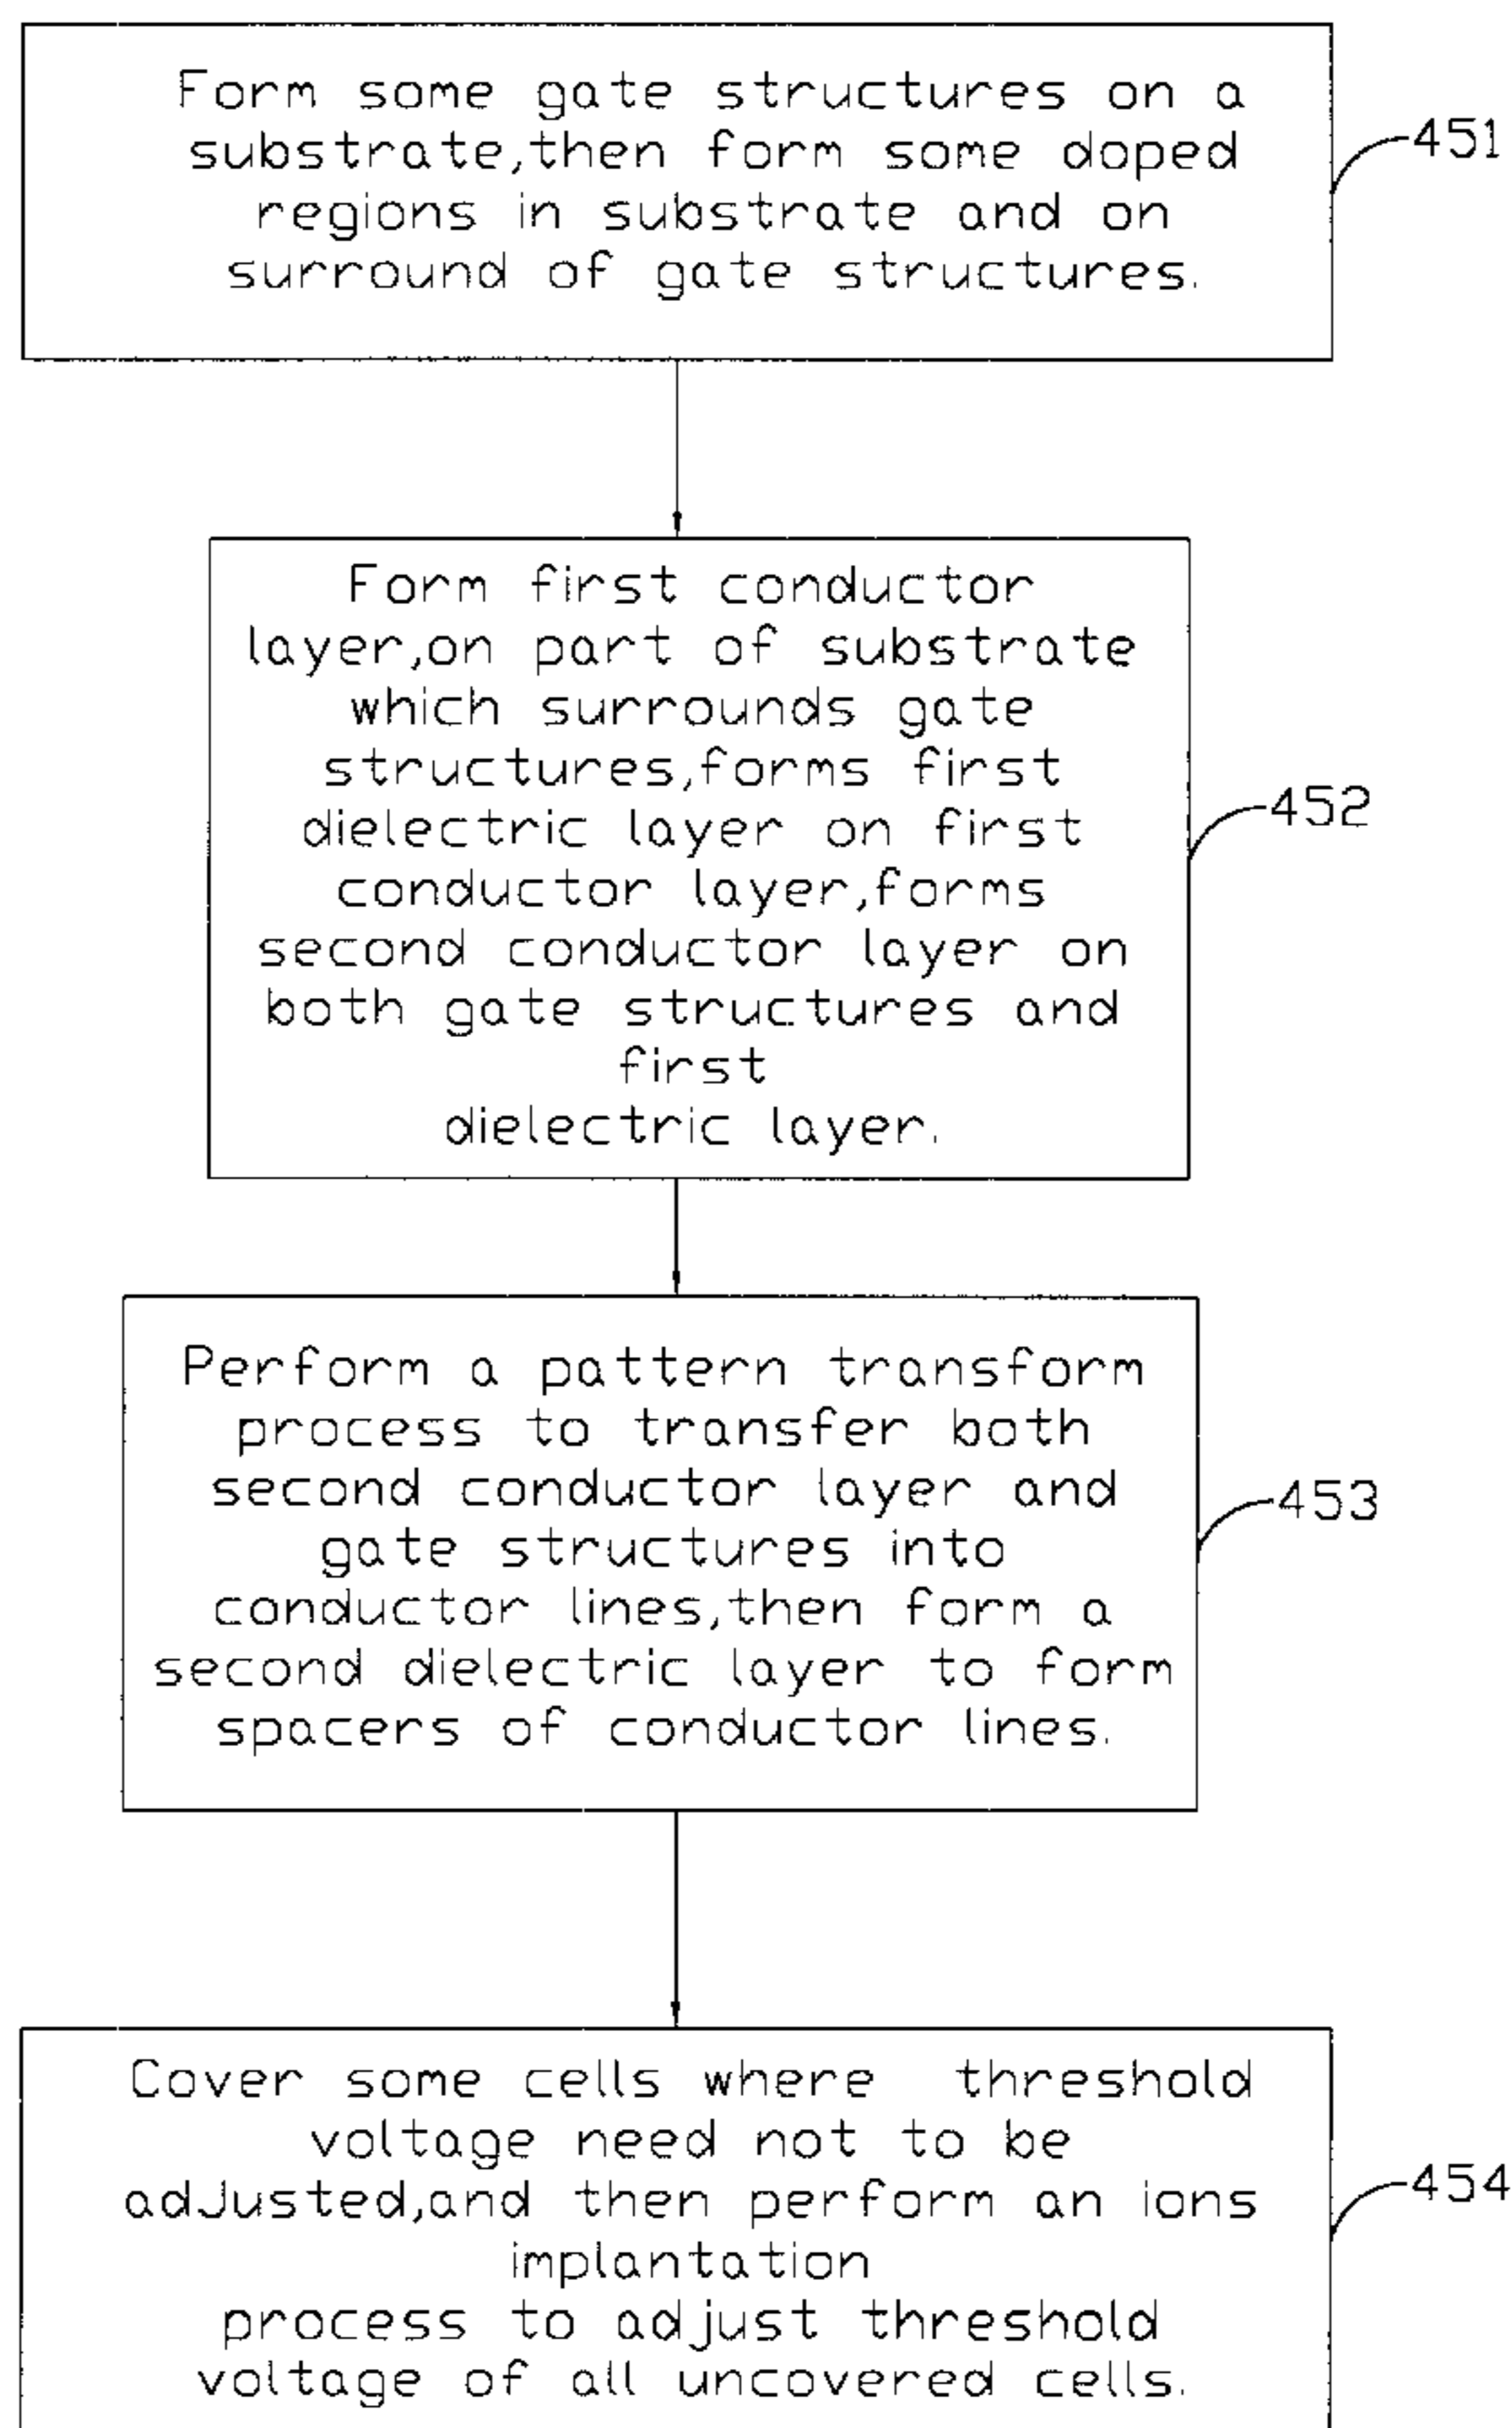 Form some gate structures on a
substrate,then form some doped
regions in substrate and on
surround of gate structures.
451
Form first conductor
layer,on part of substrate
which surrounds gate
structures,forms first
dielectric layer on first
conductor layer,forms
second conductor layer on
both gate structures and
first
dielectric layer.
452
Perform a pattern transform
process to transfer both
second conductor layer and
gate structures into
conductor lines,then form a
second dielectric layer to form
spacers of conductor lines.
453
Cover some cells where threshold
voltage need not to be
adjusted,and then perform an ions
implantation
process to adjust threshold
voltage of all uncovered cells.
454